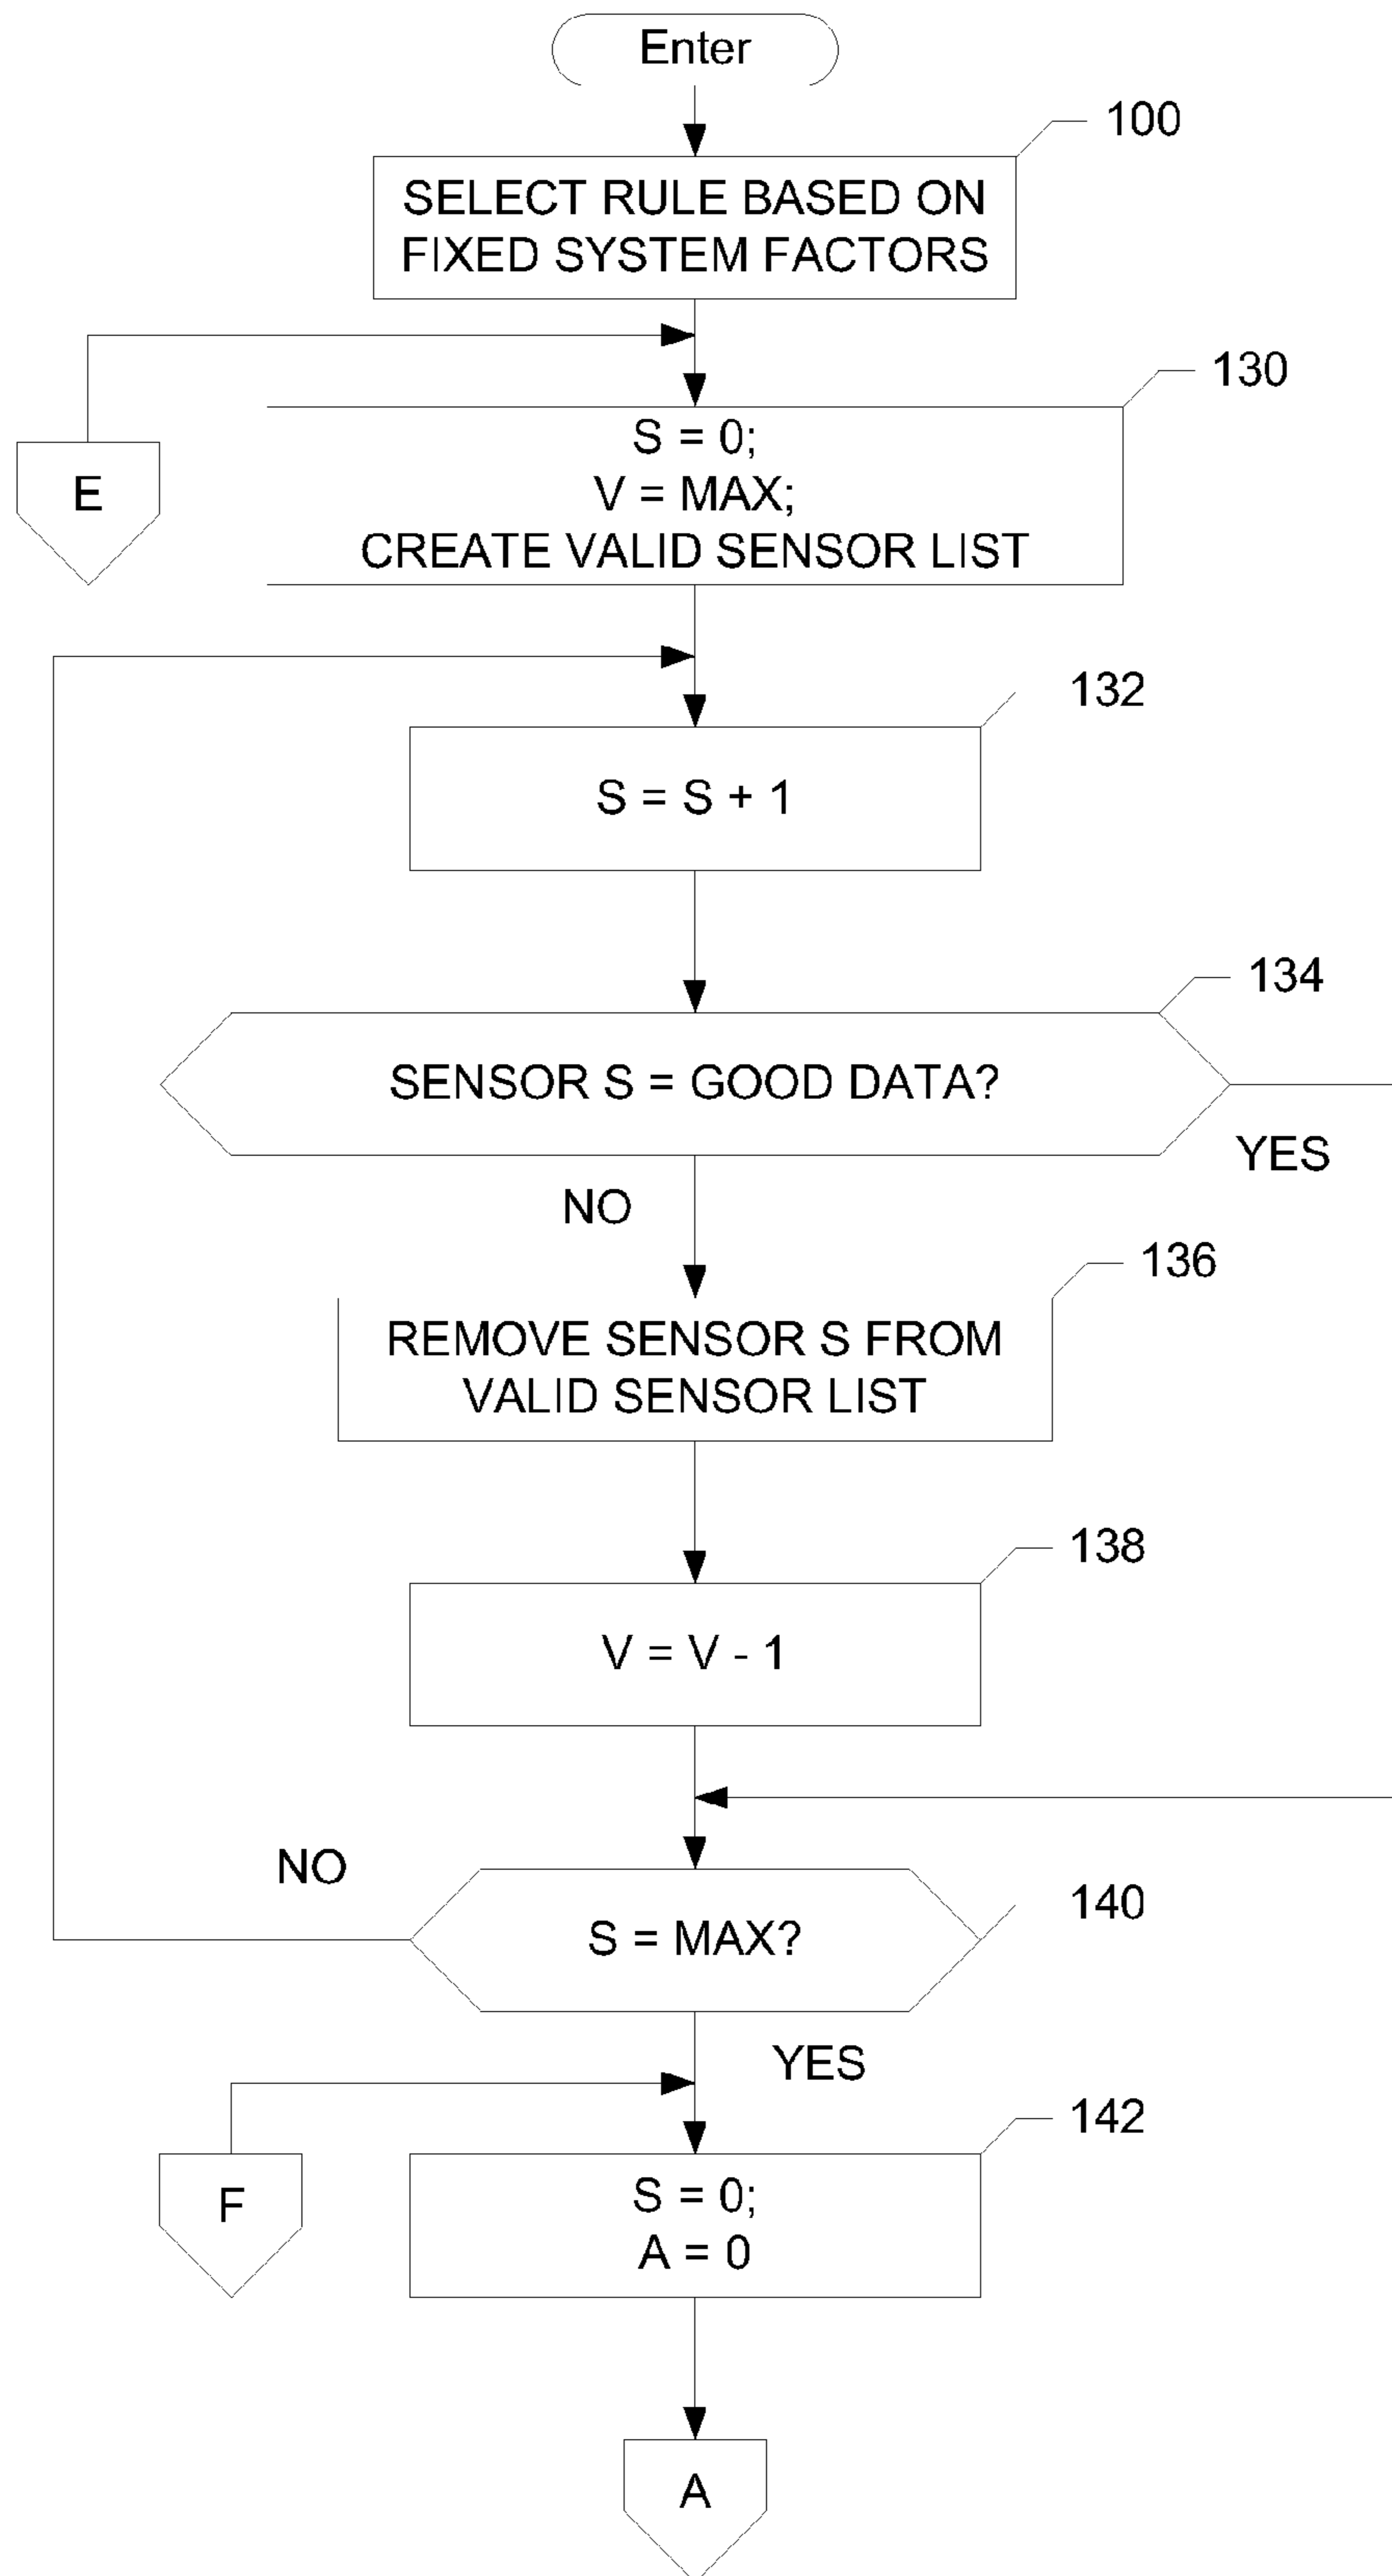 Enter
100
SELECT RULE BASED ON
FIXED SYSTEM FACTORS
130
S = 0;
V = MAX;
CREATE VALID SENSOR LIST
E
132
S = S + 1
134
SENSOR S = GOOD DATA?
YES
NO
136
REMOVE SENSOR S FROM
VALID SENSOR LIST
138
V = V - 1
NO
140
S = MAX?
YES
142
S = 0;
A = 0
F
A